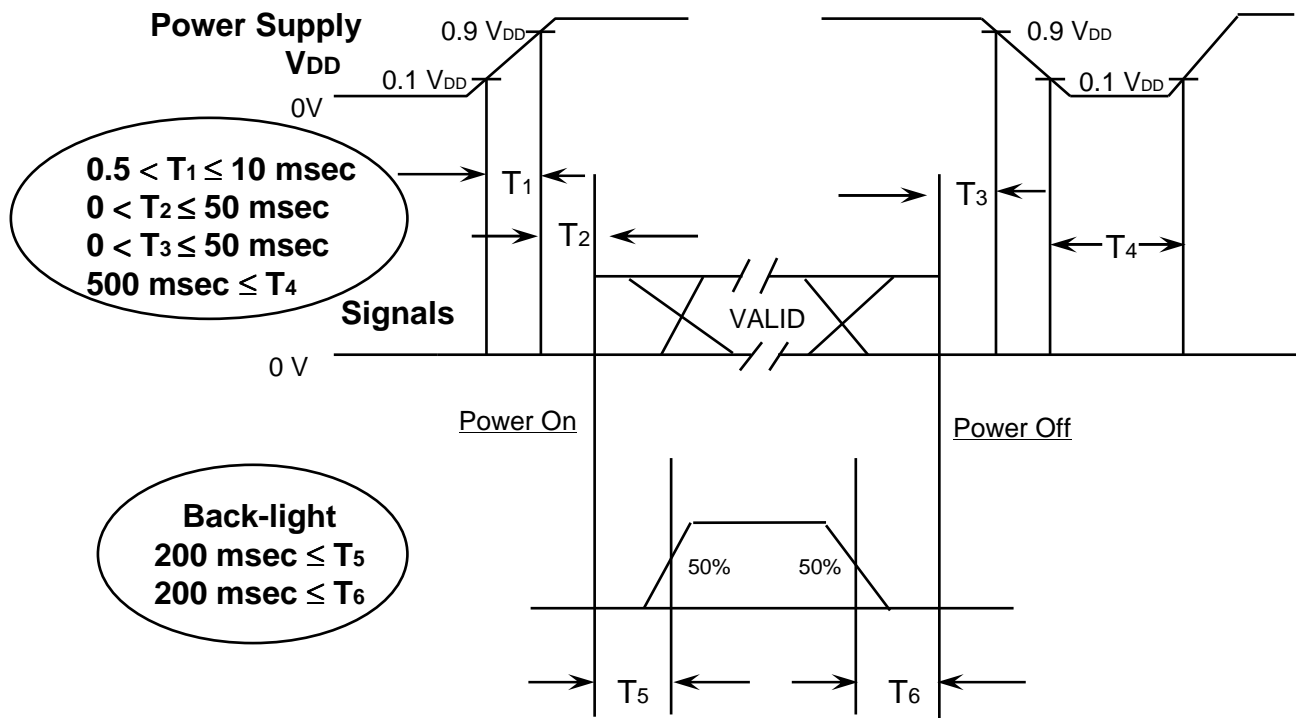 Power Supply
VDD
0.9 VDD
0.1 VDD
0V
0.9 VDD
0.1 VDD
0.5 < T1 ≤ 10 msec
0 < T2 ≤ 50 msec
0 < T3 ≤ 50 msec
500 msec ≤ T4
T1
T2
T3
T4
Signals
VALID
0 V
Power On
Power Off
Back-light
200 msec ≤ T5
200 msec ≤ T6
50%
50%
T5
T6